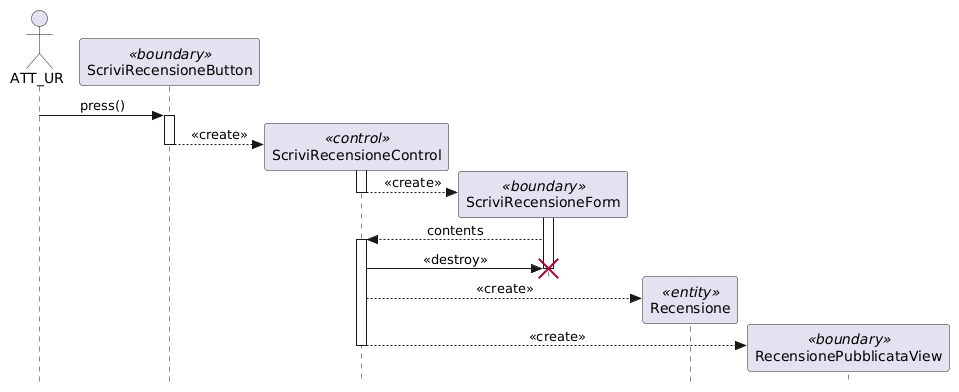 ATT_UR
«boundary»
ScriviRecensioneButton
press()
«create»
«control»
ScriviRecensioneControl
«create»
«boundary»
ScriviRecensioneForm
contents
«destroy»
«create»
«entity»
Recensione
«create»
«boundary»
RecensionePubblicataView